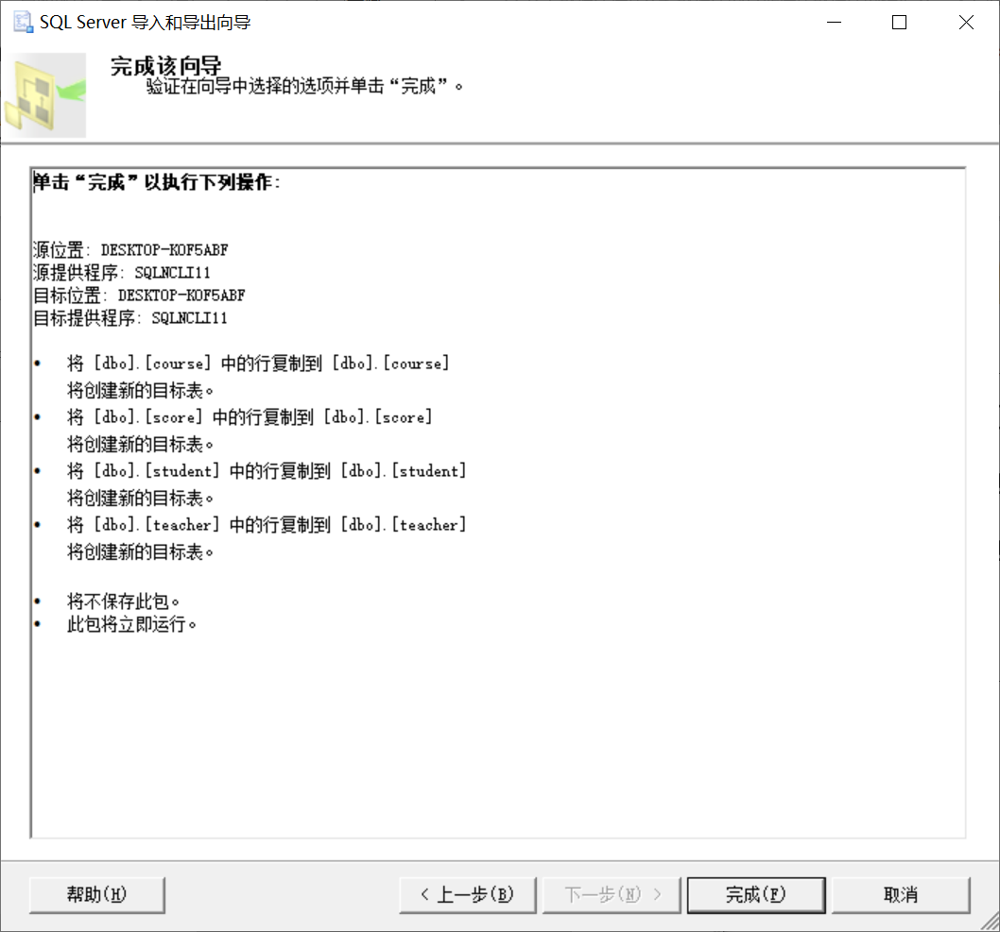 SQL Server 导入和导出向导
完成该向导
验证在向导中选择的选项并单击“完成”。
单击“完成”以执行下列操作:
源位置: DESKTOP-KOF5ABF
源提供程序: SQLNCLI11
目标位置: DESKTOP-KOF5ABF
目标提供程序: SQLNCLI11
• 将 [dbo].[course] 中的行复制到 [dbo].[course]
将创建新的目标表。
• 将 [dbo].[score] 中的行复制到 [dbo].[score]
将创建新的目标表。
• 将 [dbo].[student] 中的行复制到 [dbo].[student]
将创建新的目标表。
• 将 [dbo].[teacher] 中的行复制到 [dbo].[teacher]
将创建新的目标表。
• 将不保存此包。
• 此包将立即运行。
帮助(H) < 上一步(B) 下一步(N) > 完成(F) 取消